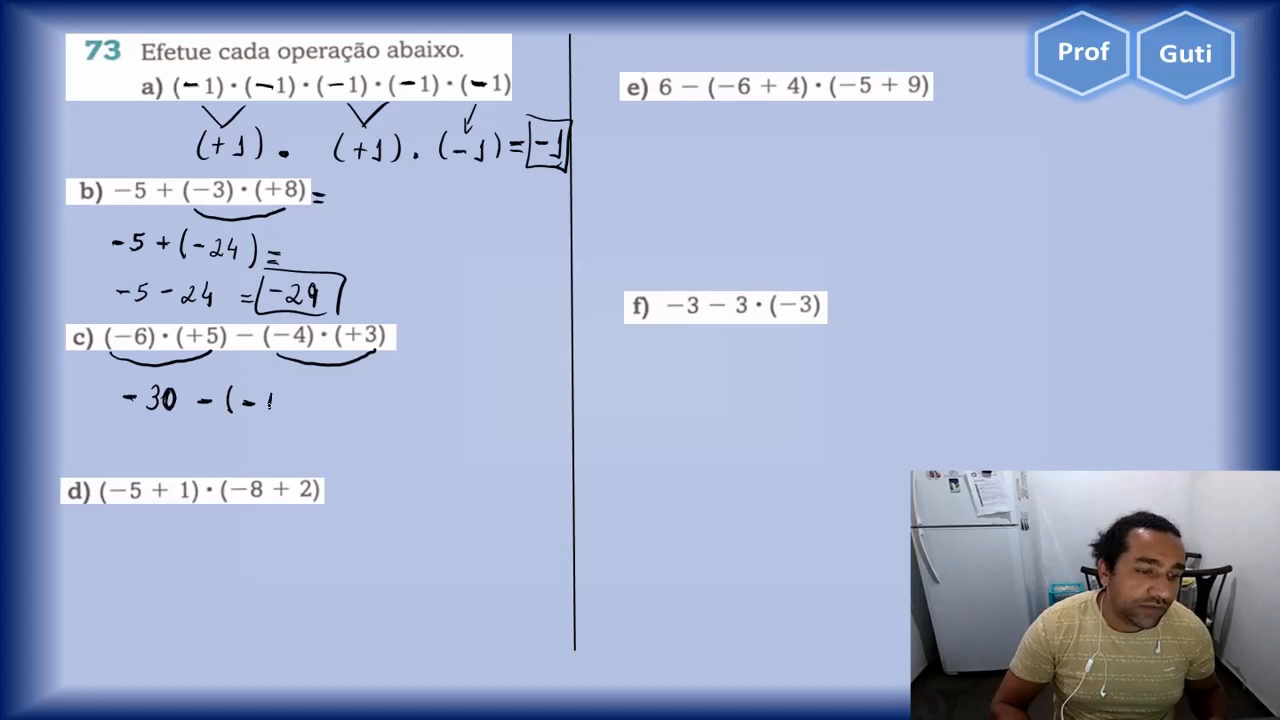 73 Efetue cada operação abaixo.
a) (−1) · (−1) · (−1) · (−1) · (−1)
(+1) . (+1) . (-1) = -1
b) −5 + (−3) · (+8) =
-5 + (-24) =
-5 - 24 = -29
c) (−6) · (+5) − (−4) · (+3)
-30 - (-1
d) (−5 + 1) · (−8 + 2)
Prof Guti
e) 6 − (−6 + 4) · (−5 + 9)
f) −3 − 3 · (−3)